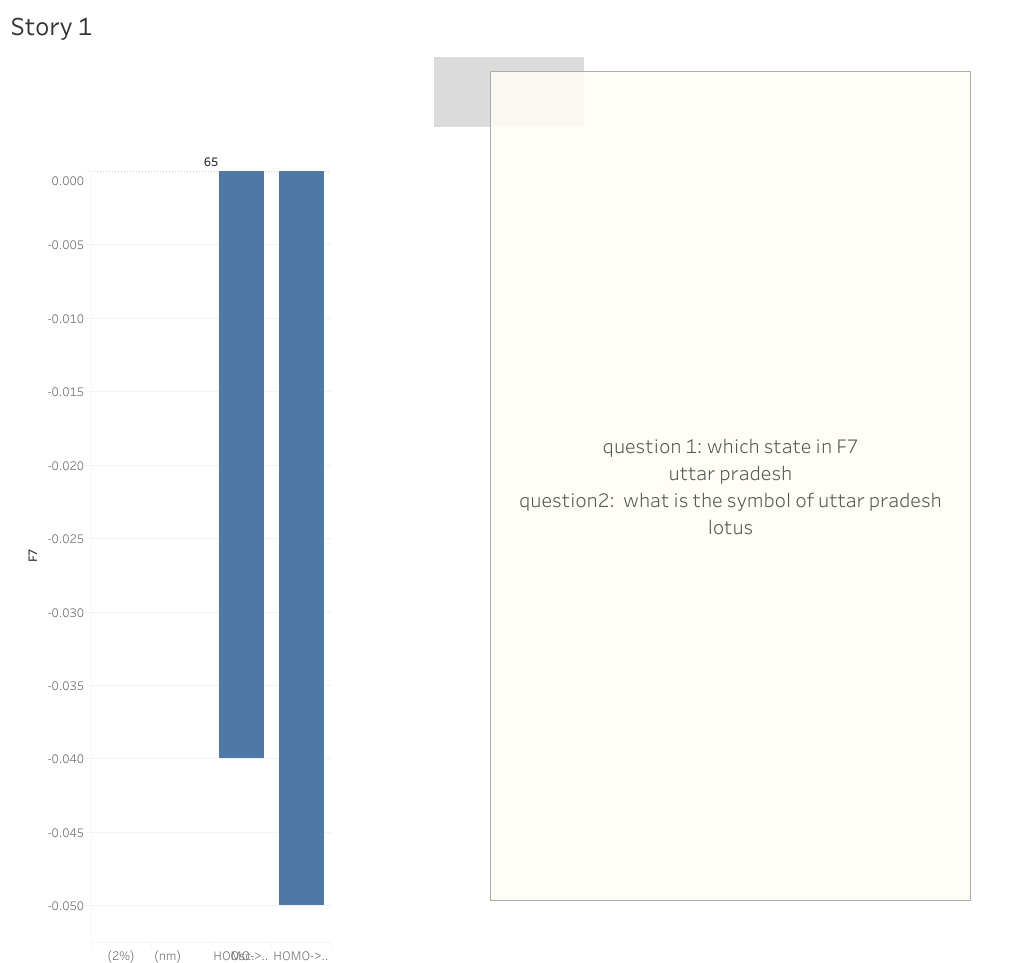 Story 1
65
0.000
-0.005
-0.010
-0.015
-0.020
-0.025
-0.030
-0.035
-0.040
-0.045
-0.050
F7
(2%) (nm) HOMO->.. HOMO->..
question 1: which state in F7
uttar pradesh
question2:  what is the symbol of uttar pradesh
lotus